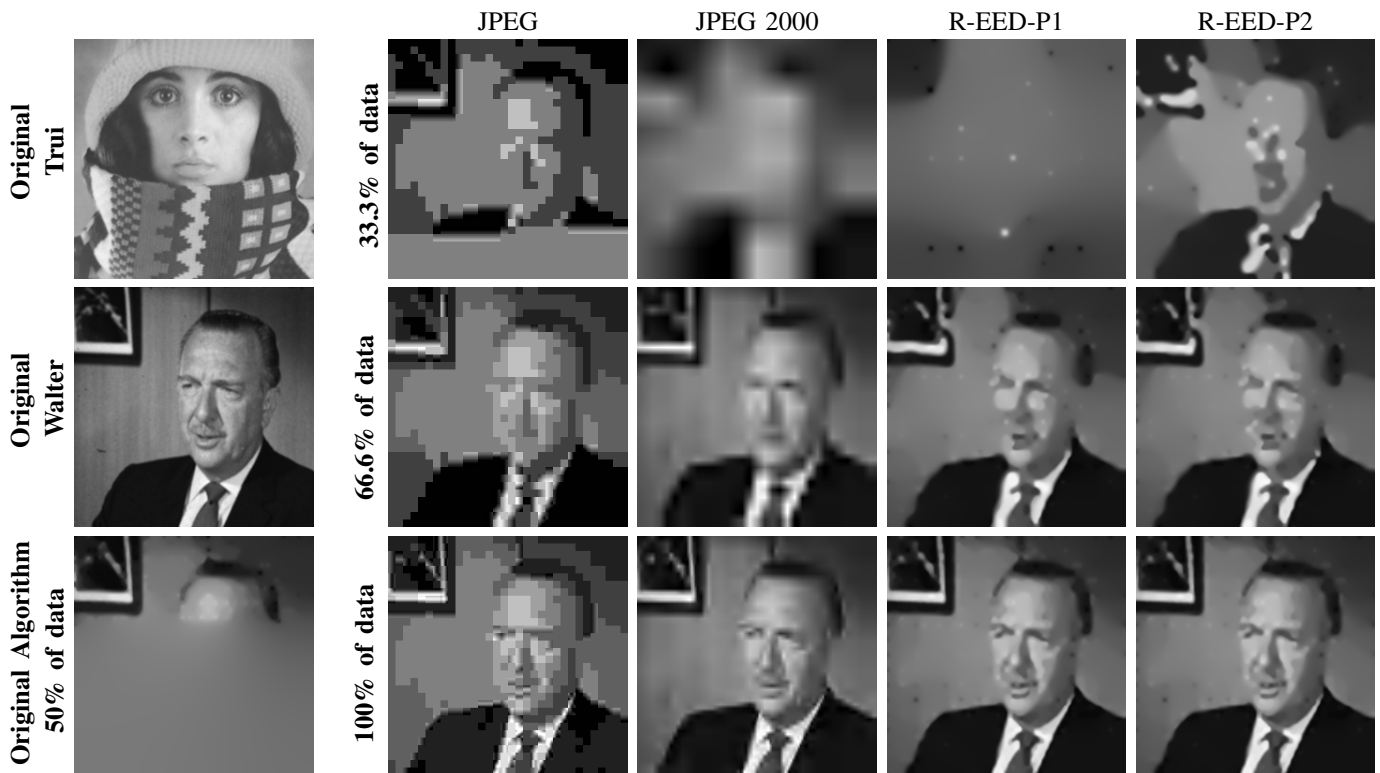 JPEG
JPEG 2000
R-EED-P1
R-EED-P2
Original
Trui
33.3% of data
Original
Walter
66.6% of data
Original Algorithm
50% of data
100% of data